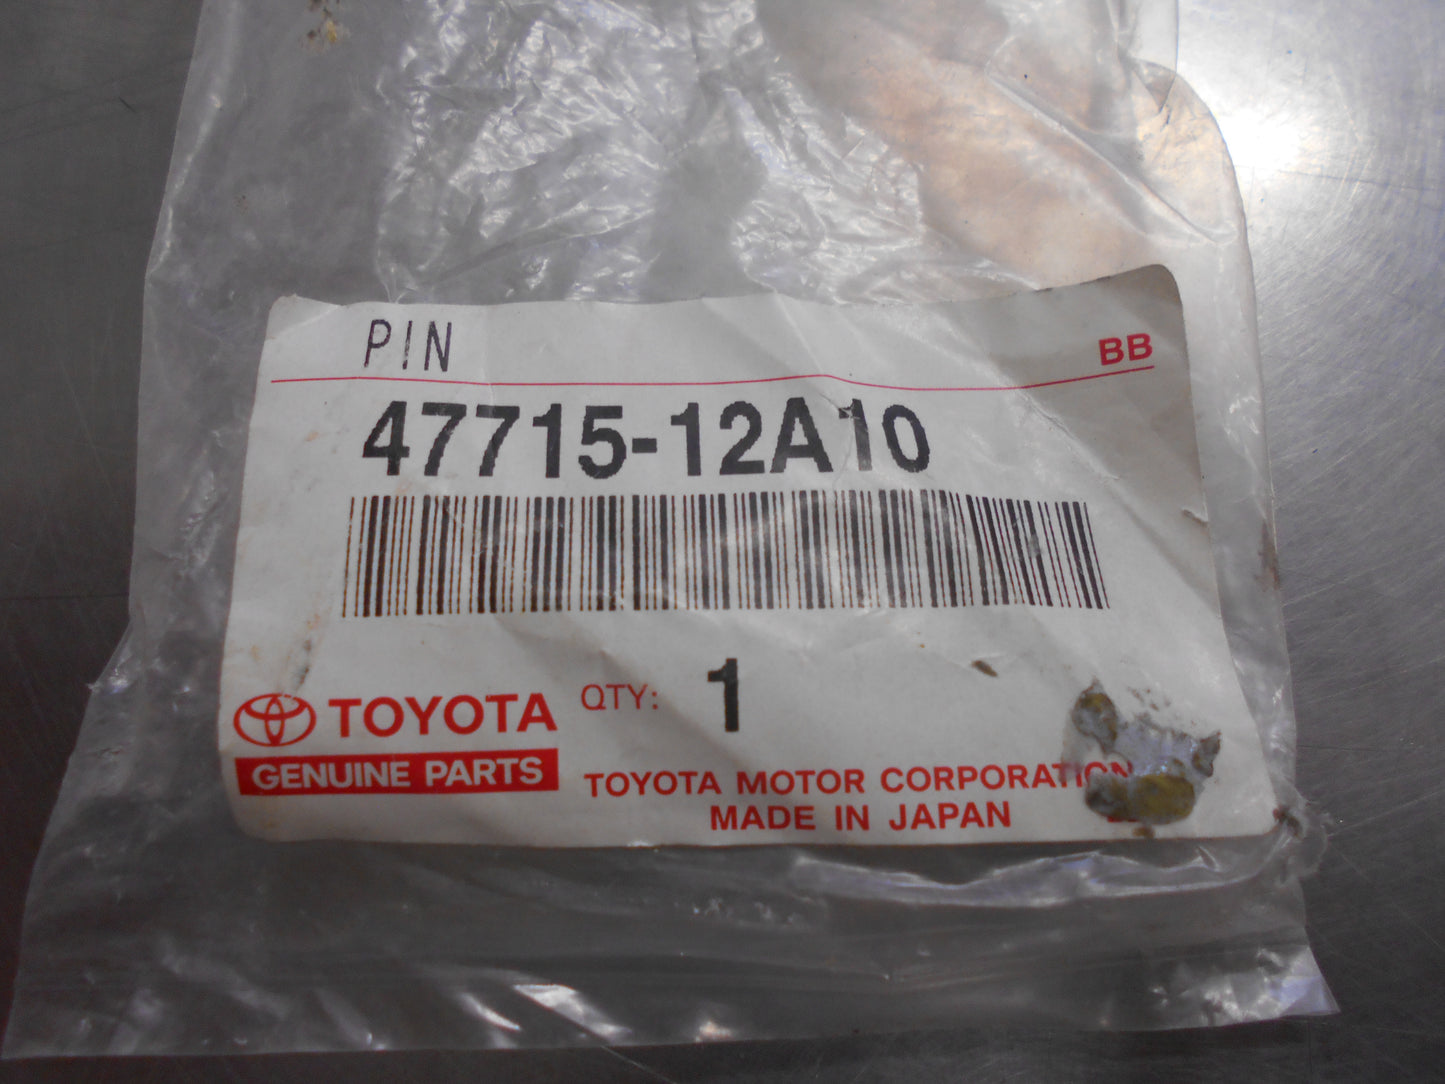 PIN
BB
47715-12A10
TOYOTA QTY: 1
GENUINE PARTS
TOYOTA MOTOR CORPORATION
MADE IN JAPAN